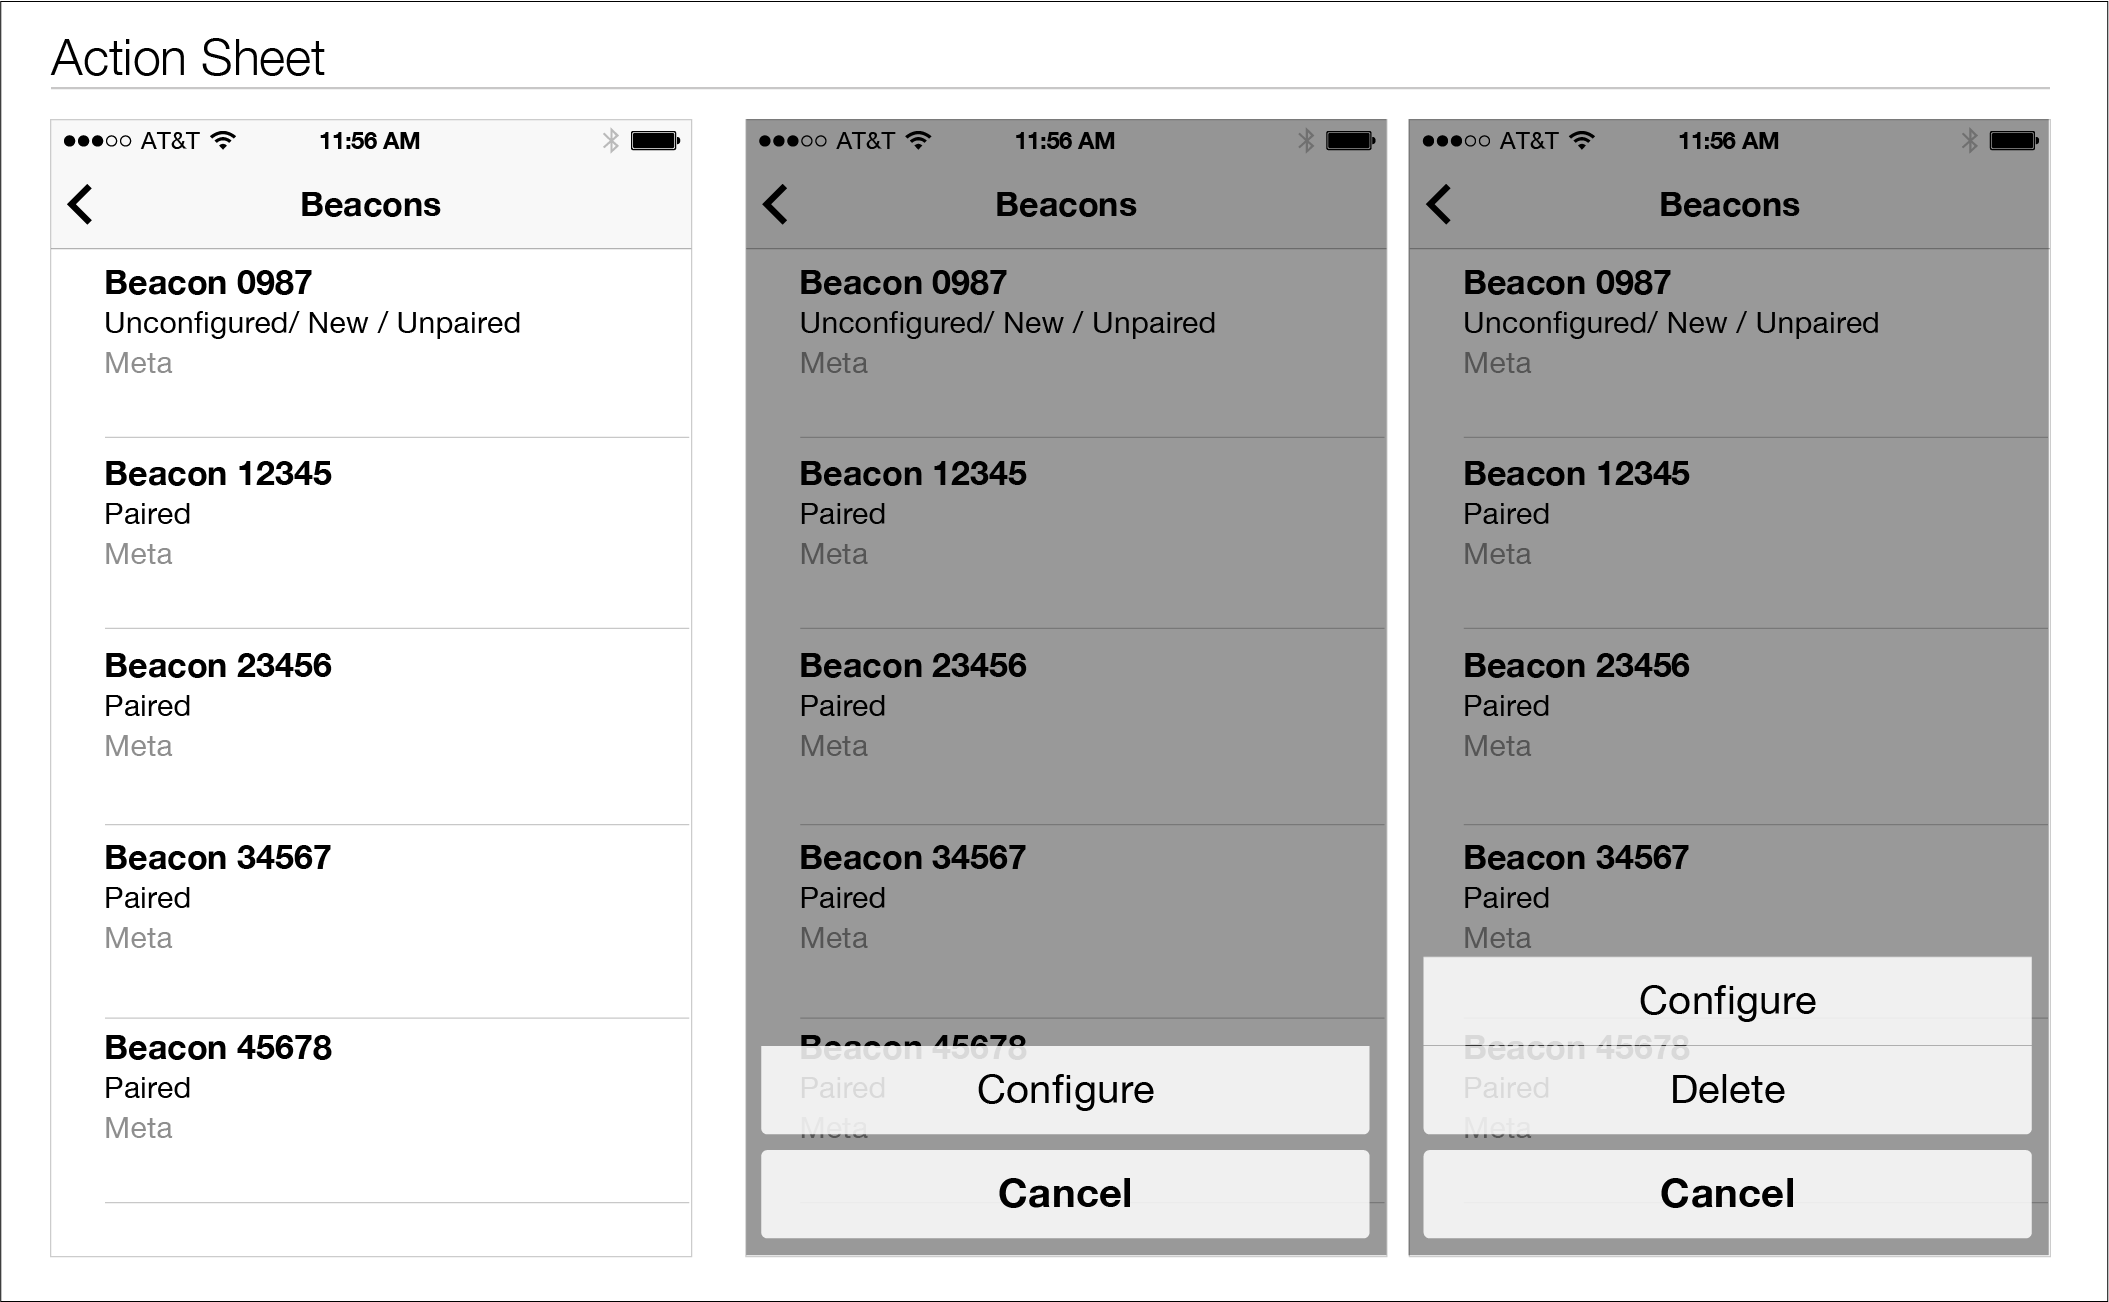 Action Sheet
AT&T 11:56 AM
Beacons
Beacon 0987
Unconfigured/ New / Unpaired
Meta
Beacon 12345
Paired
Meta
Beacon 23456
Paired
Meta
Beacon 34567
Paired
Meta
Beacon 45678
Paired
Meta
AT&T 11:56 AM
Beacons
Beacon 0987
Unconfigured/ New / Unpaired
Meta
Beacon 12345
Paired
Meta
Beacon 23456
Paired
Meta
Beacon 34567
Paired
Meta
Beacon 45678
Paired
Configure
Meta
Cancel
AT&T 11:56 AM
Beacons
Beacon 0987
Unconfigured/ New / Unpaired
Meta
Beacon 12345
Paired
Meta
Beacon 23456
Paired
Meta
Beacon 34567
Paired
Meta
Configure
Beacon 45678
Paired
Delete
Meta
Cancel